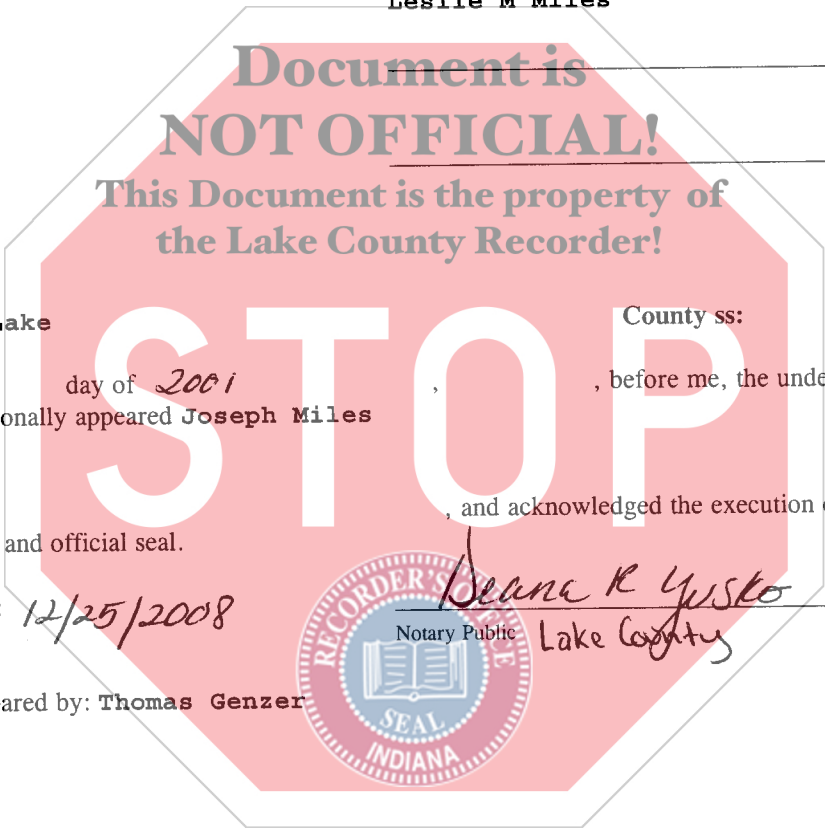 Leslie M Miles
Document is
NOT OFFICIAL!
This Document is the property of
the Lake County Recorder!
STOP
ake County ss:
day of 2001 , , before me, the unde
onally appeared Joseph Miles
, and acknowledged the execution
and official seal.
: 12/25/2008 Deana R Yusko
Notary Public Lake County
ared by: Thomas Genzer
RECORDER'S OFFICE
SEAL
INDIANA